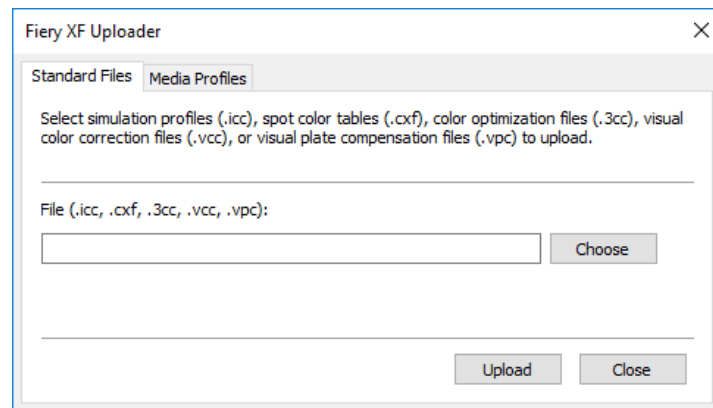 Fiery XF Uploader
Standard Files
Media Profiles
Select simulation profiles (.icc), spot color tables (.cxf), color optimization files (.3cc), visual
color correction files (.vcc), or visual plate compensation files (.vpc) to upload.
File (.icc, .cxf, .3cc, .vcc, .vpc):
Choose
Upload
Close